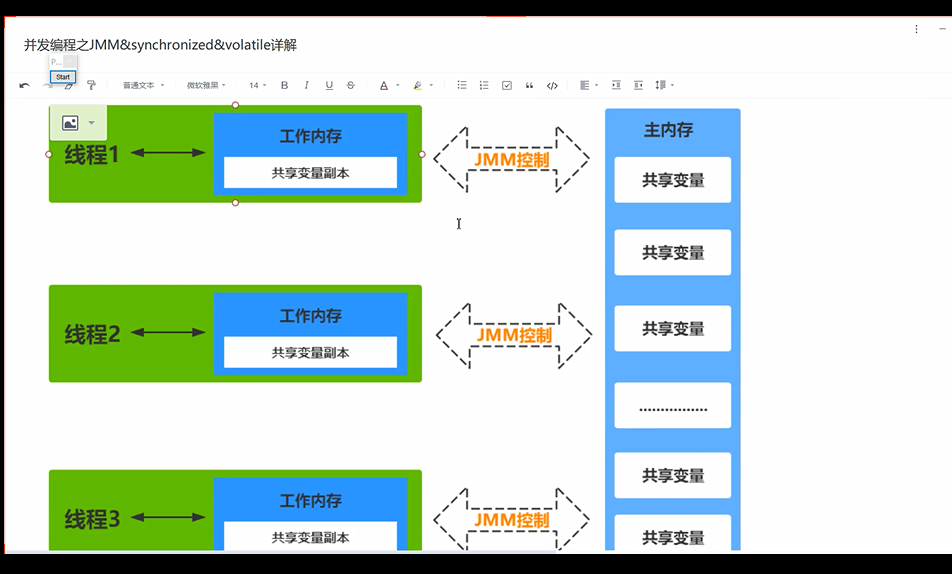 并发编程之JMM&synchronized&volatile详解
P...
Start
普通文本
微软雅黑
14
B
I
U
S
A
线程1
工作内存
共享变量副本
JMM控制
主内存
共享变量
共享变量
线程2
工作内存
共享变量副本
JMM控制
共享变量
................
共享变量
线程3
工作内存
共享变量副本
JMM控制
共享变量